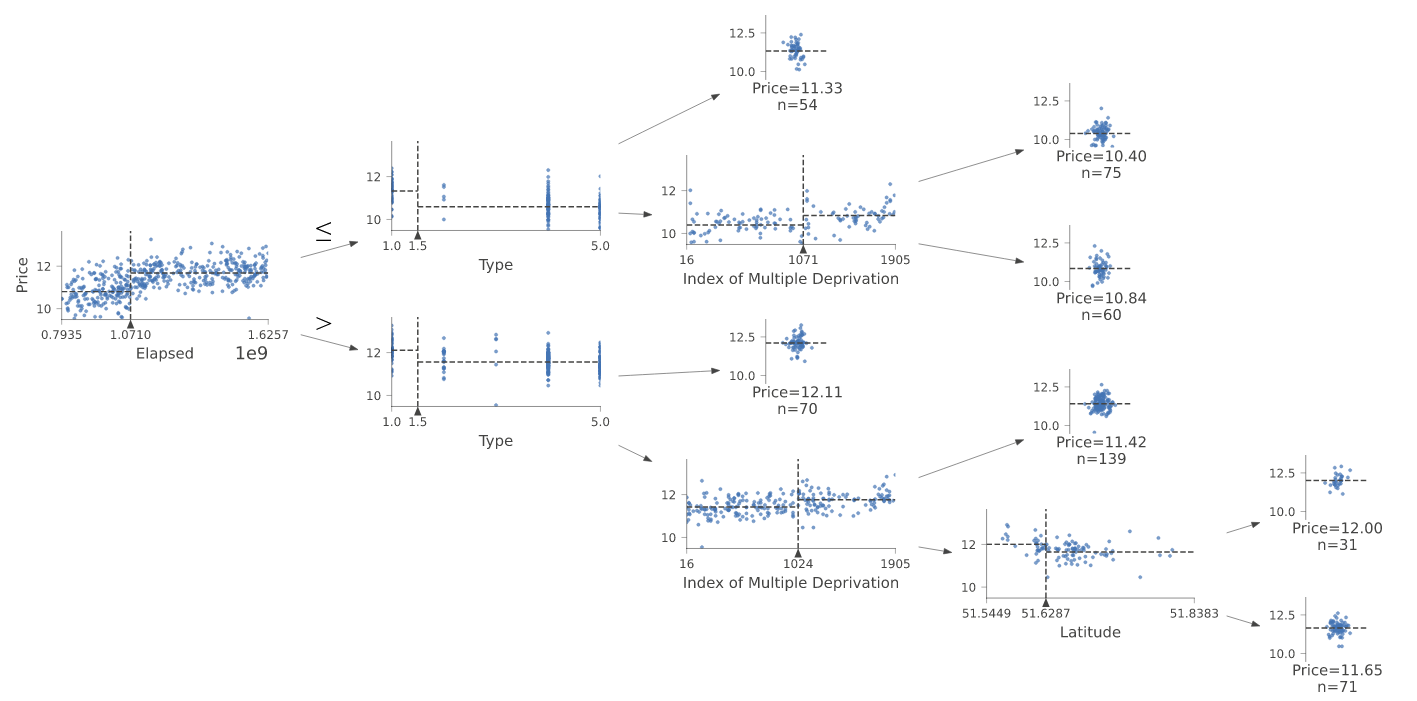 12.5
10.0
Price=11.33
n=54
12.5
10.0
Price=10.40
n=75
12
10
1.0 1.5 5.0
Type
12
10
16 1071 1905
Index of Multiple Deprivation
≤
Price
12
10
0.7935 1.0710 1.6257
Elapsed 1e9
12.5
10.0
Price=10.84
n=60
>
12
10
1.0 1.5 5.0
Type
12.5
10.0
Price=12.11
n=70
12.5
10.0
Price=11.42
n=139
12
10
16 1024 1905
Index of Multiple Deprivation
12.5
10.0
Price=12.00
n=31
12
10
51.5449 51.6287 51.8383
Latitude
12.5
10.0
Price=11.65
n=71